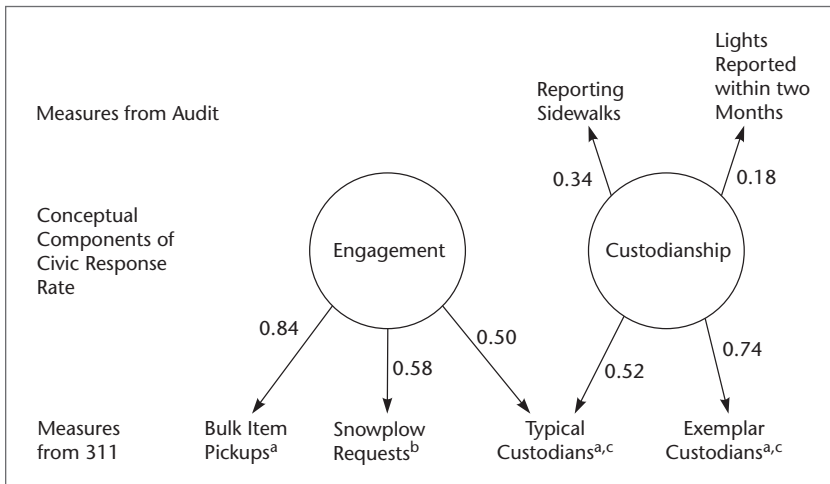 Lights
Reported
within two
Months
Reporting
Sidewalks
Measures from Audit
0.34
0.18
Conceptual
Components of
Civic Response
Rate
Engagement
Custodianship
0.84
0.58
0.50
0.52
0.74
Measures
from 311
Bulk Item
Pickupsᵃ
Snowplow
Requestsᵇ
Typical
Custodiansᵃ,ᶜ
Exemplar
Custodiansᵃ,ᶜ